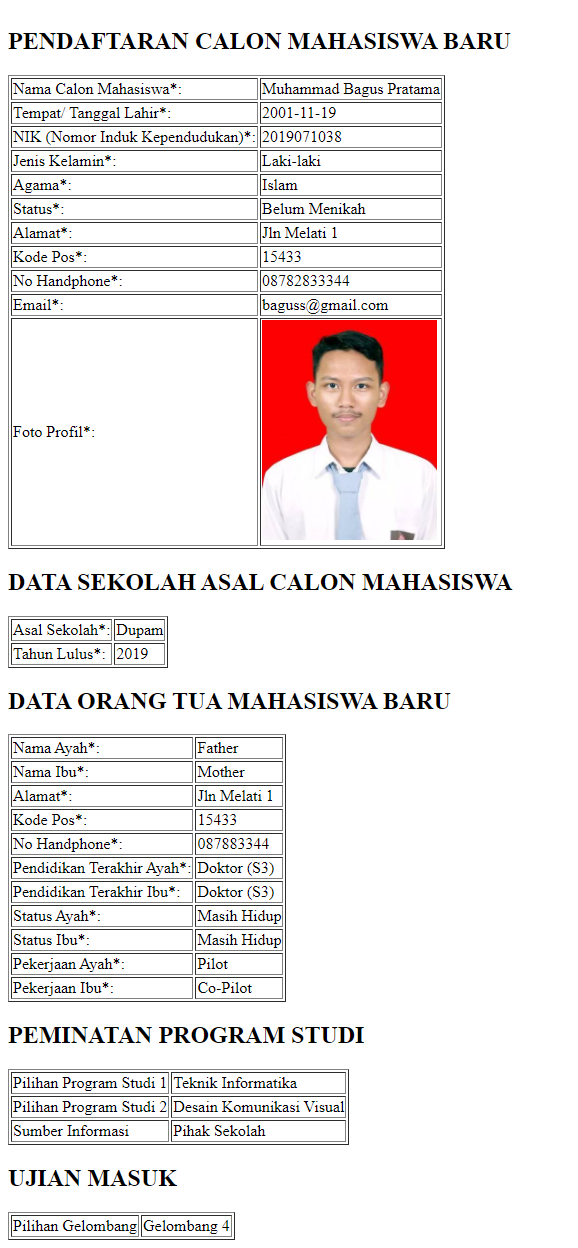 PENDAFTARAN CALON MAHASISWA BARU
Nama Calon Mahasiswa*: Muhammad Bagus Pratama
Tempat/ Tanggal Lahir*: 2001-11-19
NIK (Nomor Induk Kependudukan)*: 2019071038
Jenis Kelamin*: Laki-laki
Agama*: Islam
Status*: Belum Menikah
Alamat*: Jln Melati 1
Kode Pos*: 15433
No Handphone*: 08782833344
Email*: baguss@gmail.com
Foto Profil*:
DATA SEKOLAH ASAL CALON MAHASISWA
Asal Sekolah*: Dupam
Tahun Lulus*: 2019
DATA ORANG TUA MAHASISWA BARU
Nama Ayah*: Father
Nama Ibu*: Mother
Alamat*: Jln Melati 1
Kode Pos*: 15433
No Handphone*: 087883344
Pendidikan Terakhir Ayah*: Doktor (S3)
Pendidikan Terakhir Ibu*: Doktor (S3)
Status Ayah*: Masih Hidup
Status Ibu*: Masih Hidup
Pekerjaan Ayah*: Pilot
Pekerjaan Ibu*: Co-Pilot
PEMINATAN PROGRAM STUDI
Pilihan Program Studi 1 Teknik Informatika
Pilihan Program Studi 2 Desain Komunikasi Visual
Sumber Informasi Pihak Sekolah
UJIAN MASUK
Pilihan Gelombang Gelombang 4